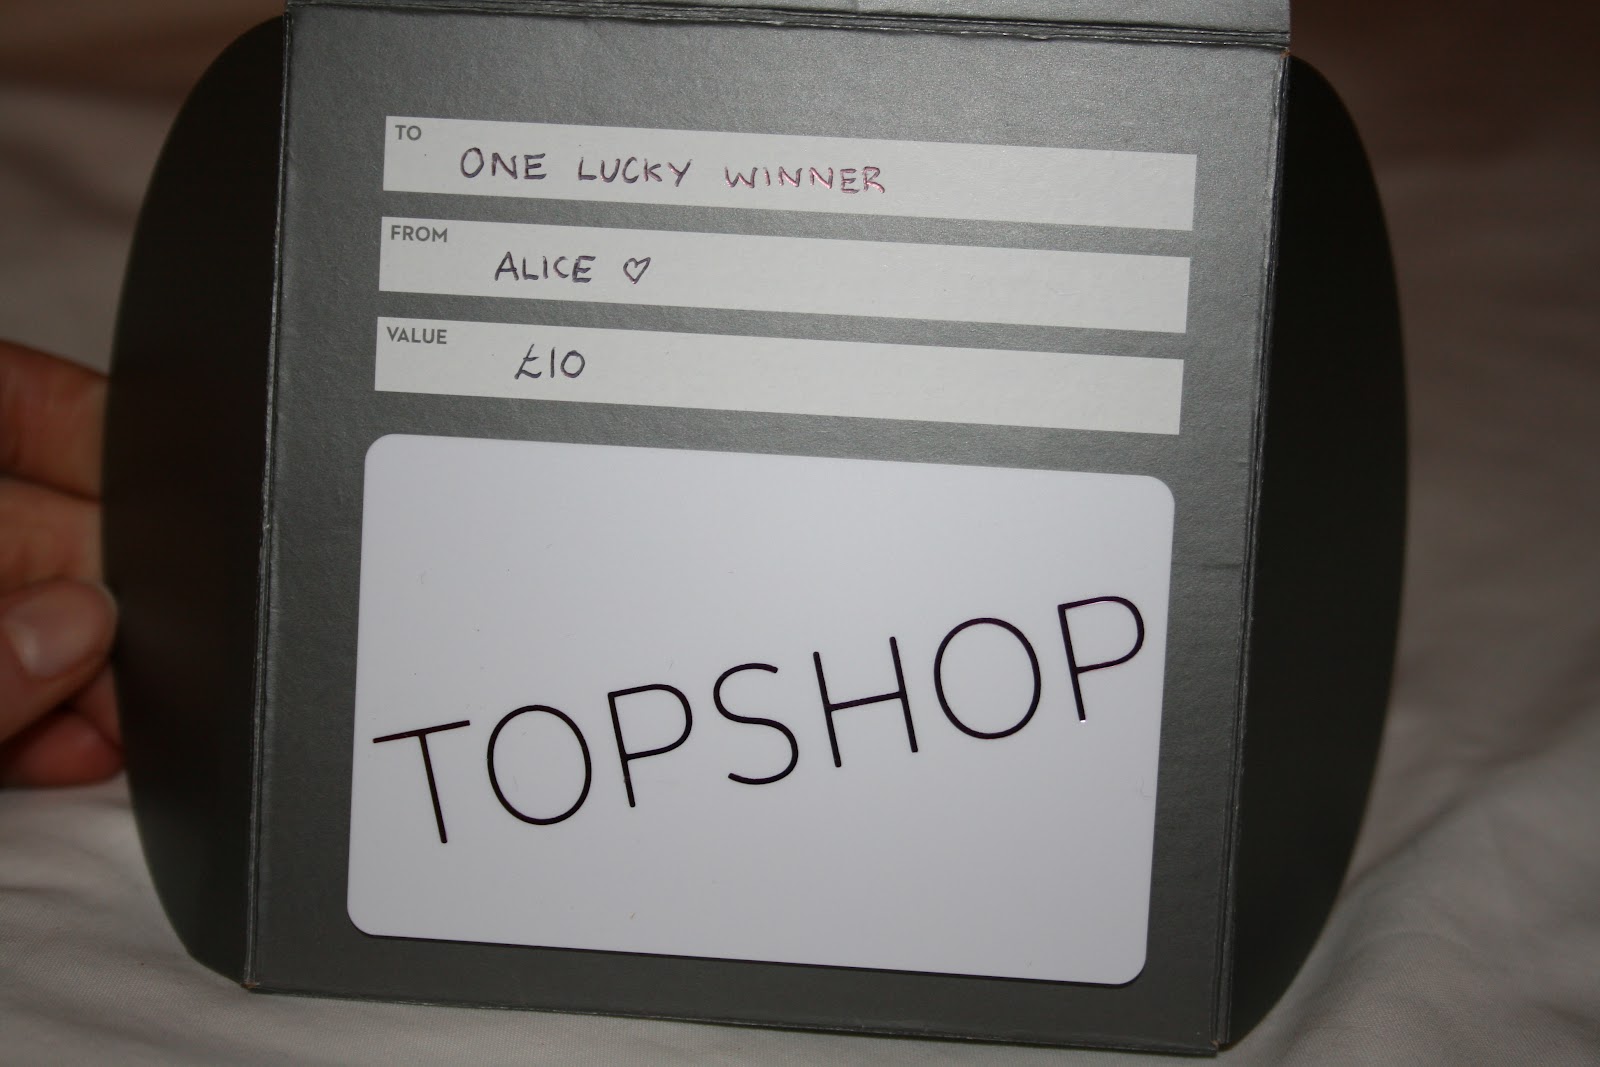 TO
ONE LUCKY WINNER
FROM
ALICE ♡
VALUE
£10
TOPSHOP